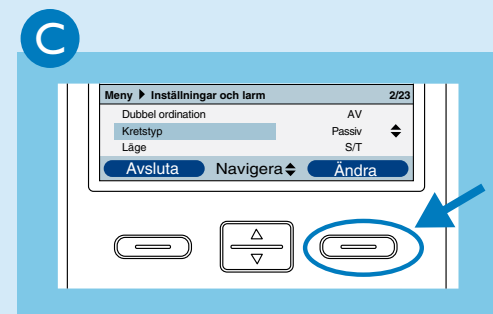 C
Meny Inställningar och larm 2/23
Dubbel ordination AV
Kretstyp Passiv
Läge S/T
Avsluta Navigera Ändra